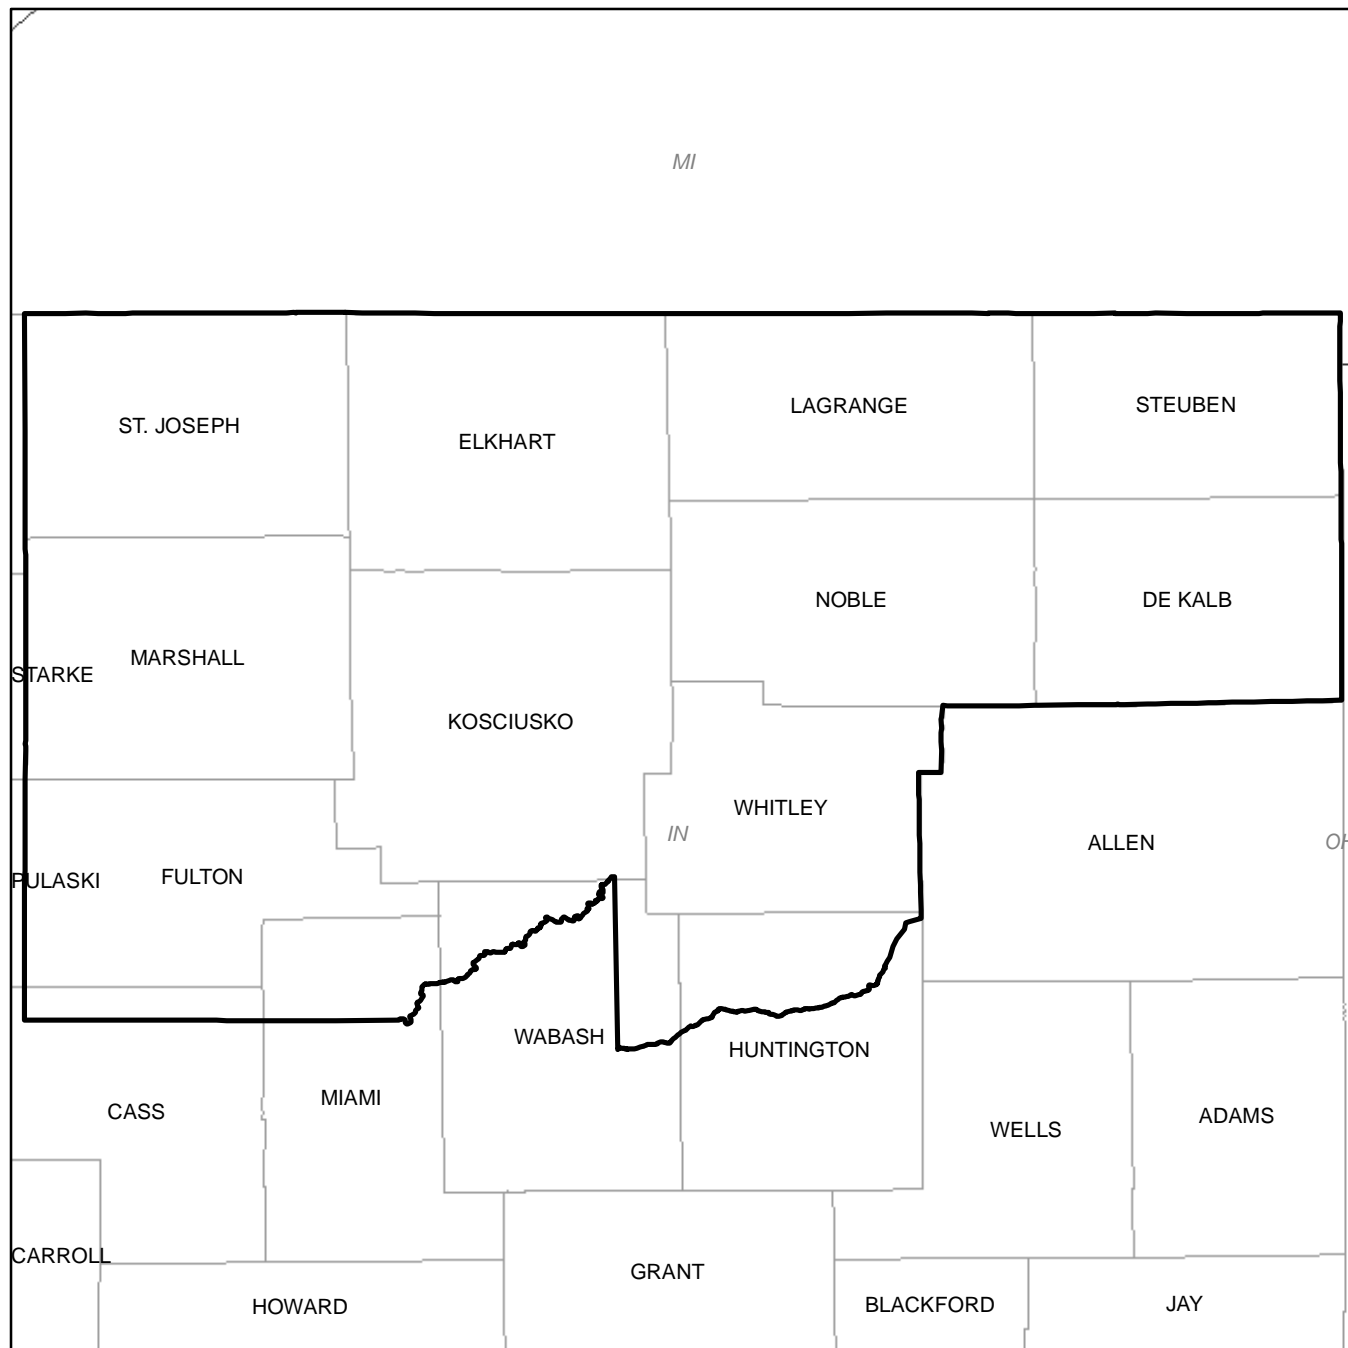 MI
LAGRANGE
STEUBEN
ST. JOSEPH
ELKHART
NOBLE
DE KALB
MARSHALL
STARKE
KOSCIUSKO
WHITLEY
IN
ALLEN
OH
FULTON
PULASKI
WABASH
HUNTINGTON
MIAMI
CASS
ADAMS
WELLS
CARROLL
GRANT
HOWARD
BLACKFORD
JAY